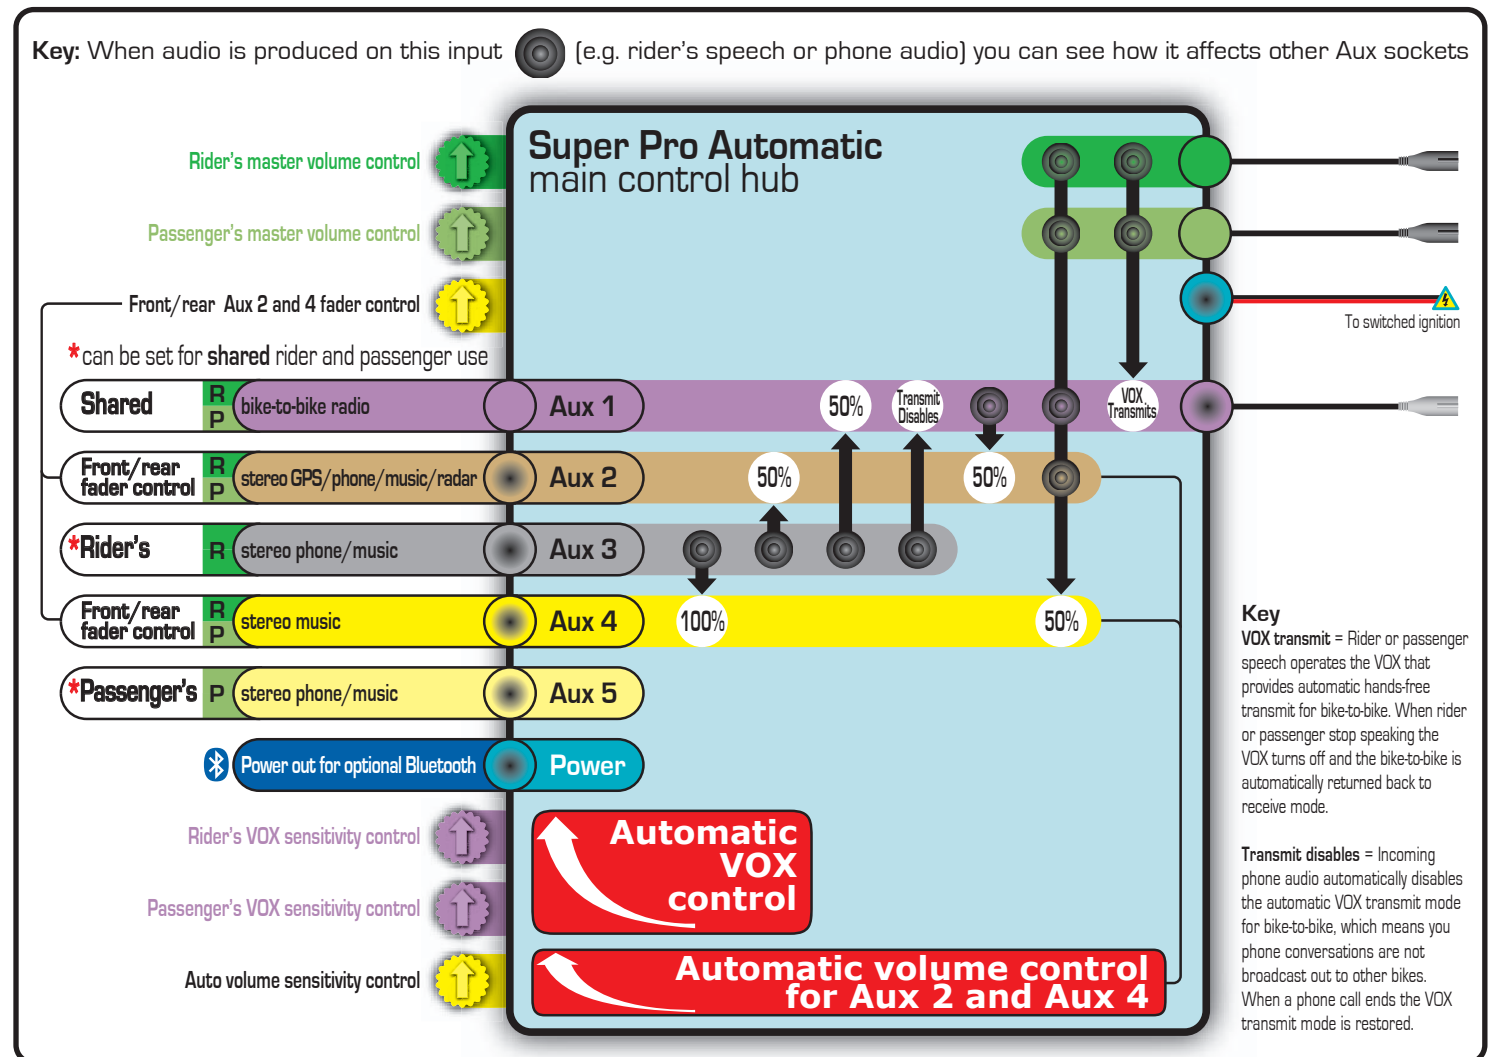 Key: When audio is produced on this input (e.g. rider's speech or phone audio) you can see how it affects other Aux sockets
Super Pro Automatic
main control hub
Rider's master volume control
Passenger's master volume control
Front/rear Aux 2 and 4 fader control
To switched ignition
*can be set for shared rider and passenger use
Shared
R
P
bike-to-bike radio
Aux 1
50%
Transmit
Disables
VOX
Transmits
Front/rear
fader control
R
P
stereo GPS/phone/music/radar
Aux 2
50%
50%
*Rider's
R
stereo phone/music
Aux 3
Front/rear
fader control
R
P
stereo music
Aux 4
100%
50%
*Passenger's
P
stereo phone/music
Aux 5
Power out for optional Bluetooth
Power
Rider's VOX sensitivity control
Passenger's VOX sensitivity control
Auto volume sensitivity control
Automatic
VOX
control
Automatic volume control
for Aux 2 and Aux 4
Key
VOX transmit = Rider or passenger
speech operates the VOX that
provides automatic hands-free
transmit for bike-to-bike. When rider
or passenger stop speaking the
VOX turns off and the bike-to-bike is
automatically returned back to
receive mode.
Transmit disables = Incoming
phone audio automatically disables
the automatic VOX transmit mode
for bike-to-bike, which means you
phone conversations are not
broadcast out to other bikes.
When a phone call ends the VOX
transmit mode is restored.